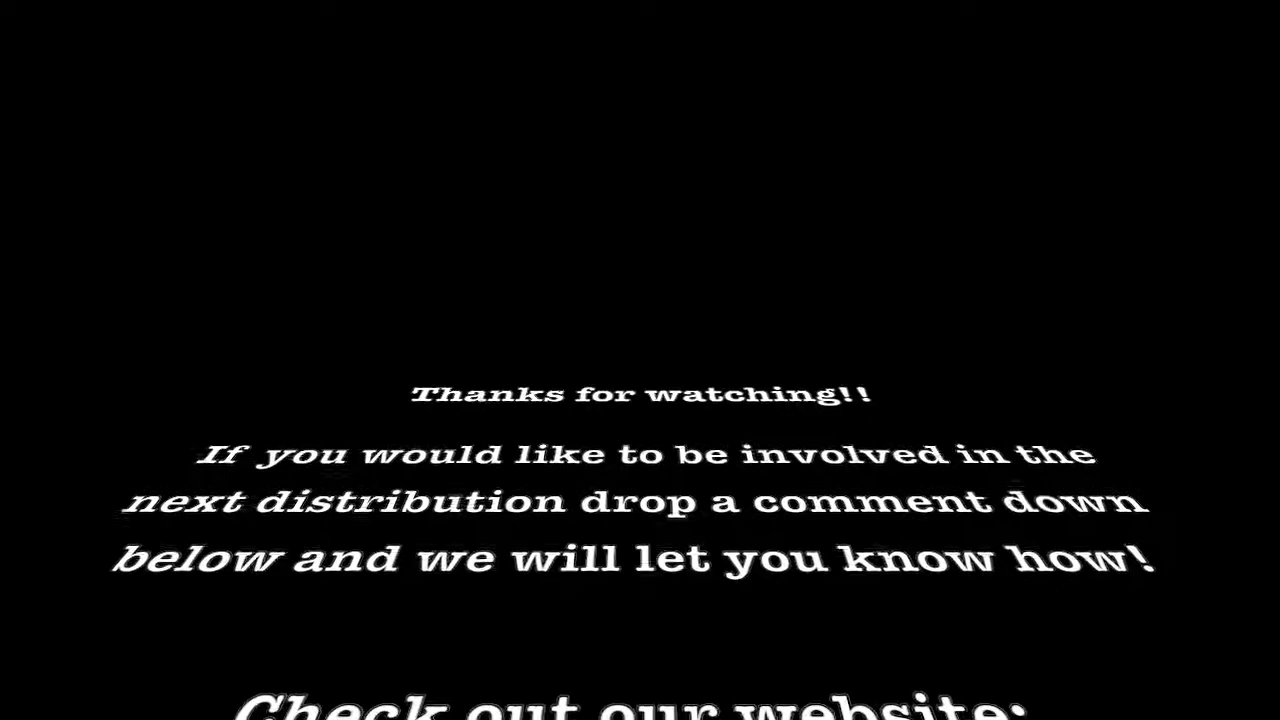 Thanks for watching!!
If you would like to be involved in the
next distribution drop a comment down
below and we will let you know how!
Check out our website: